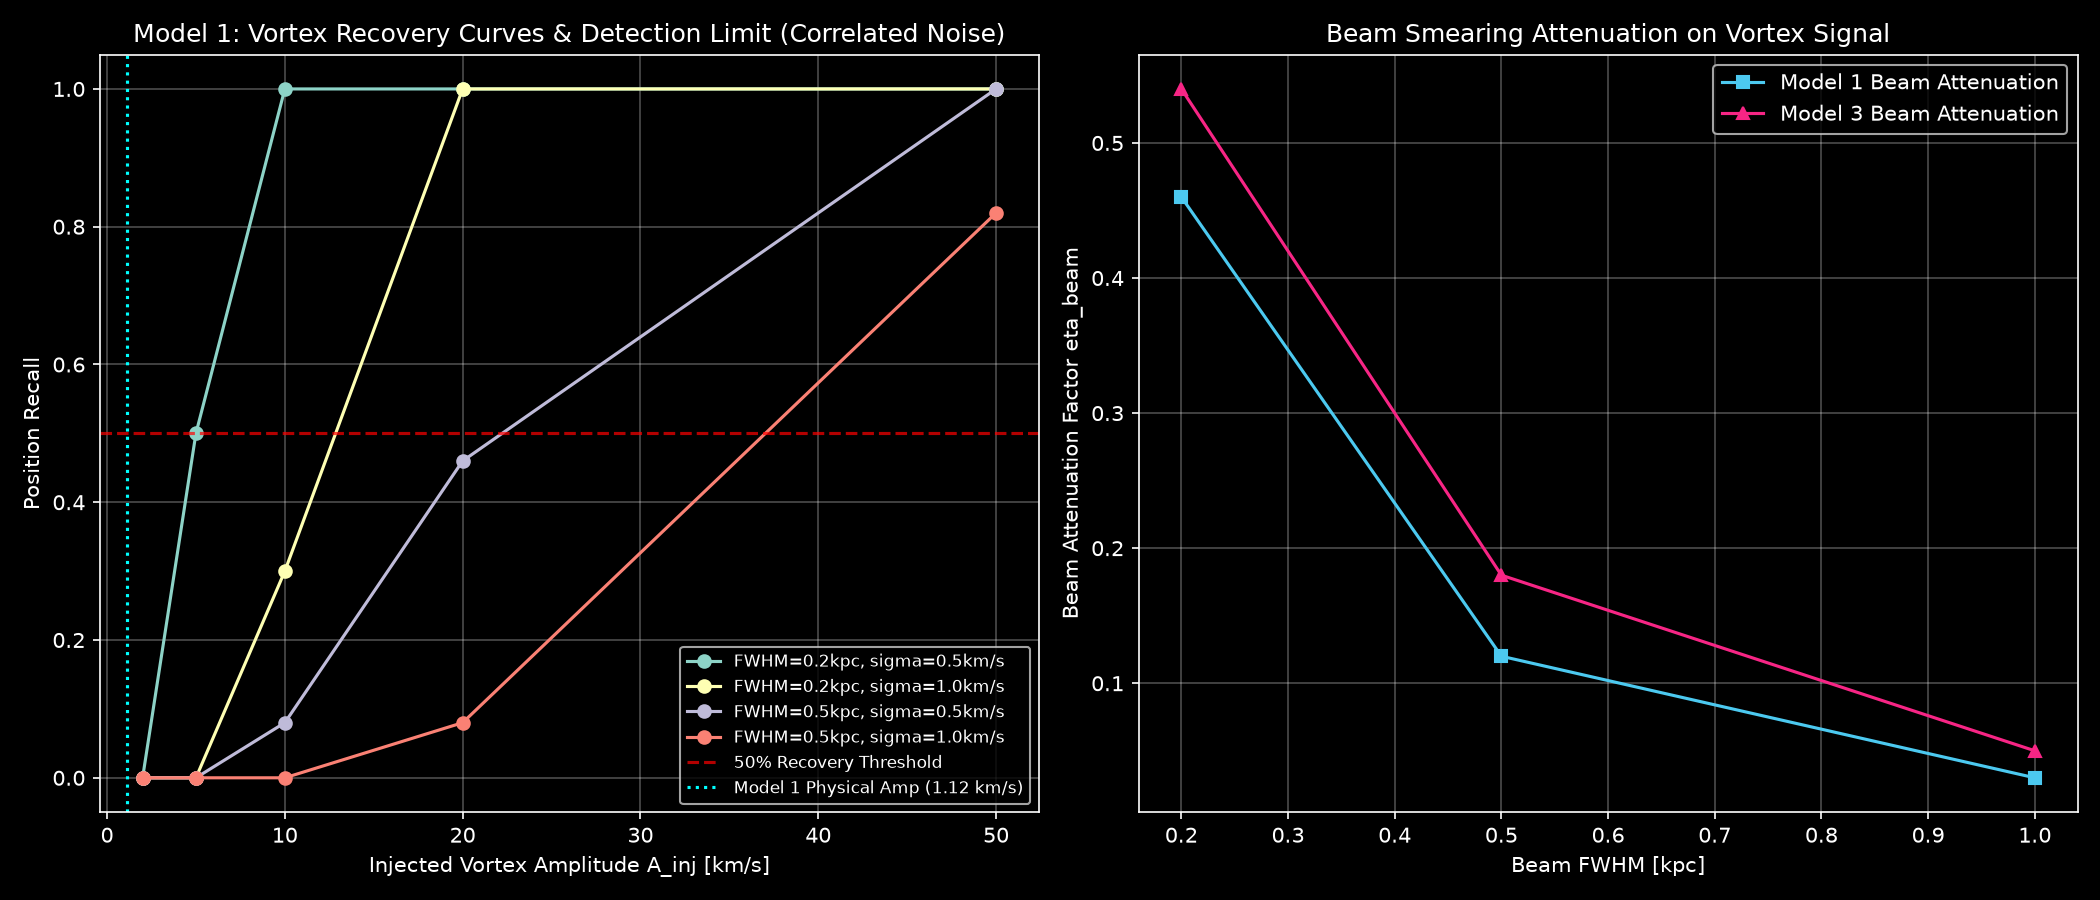 Model 1: Vortex Recovery Curves & Detection Limit (Correlated Noise)
Position Recall
1.0
0.8
0.6
0.4
0.2
0.0
0
10
20
30
40
50
Injected Vortex Amplitude A_inj [km/s]
FWHM=0.2kpc, sigma=0.5km/s
FWHM=0.2kpc, sigma=1.0km/s
FWHM=0.5kpc, sigma=0.5km/s
FWHM=0.5kpc, sigma=1.0km/s
50% Recovery Threshold
Model 1 Physical Amp (1.12 km/s)
Beam Smearing Attenuation on Vortex Signal
Beam Attenuation Factor eta_beam
0.5
0.4
0.3
0.2
0.1
0.2
0.3
0.4
0.5
0.6
0.7
0.8
0.9
1.0
Beam FWHM [kpc]
Model 1 Beam Attenuation
Model 3 Beam Attenuation